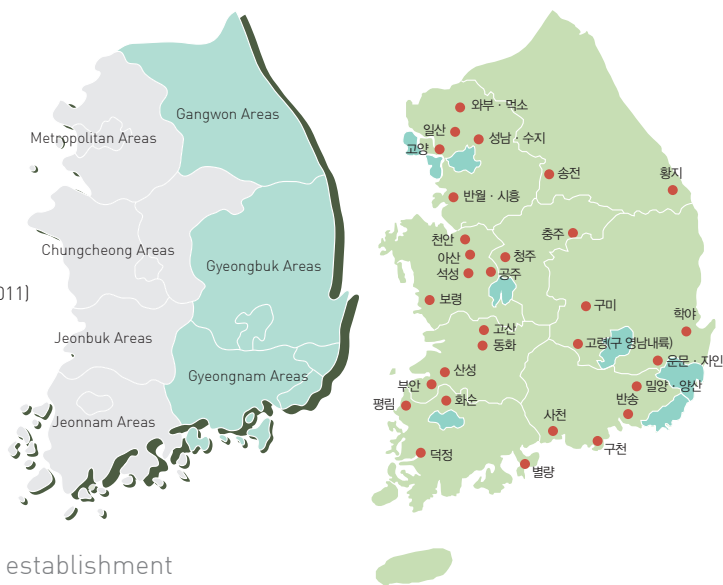 Gangwon Areas
Metropolitan Areas
Chungcheong Areas
Gyeongbuk Areas
011)
Jeonbuk Areas
Gyeongnam Areas
Jeonnam Areas
establishment
와부 · 덕소
일산
성남 · 수지
고양
송전
황지
반월 · 시흥
충주
천안
아산
청주
석성
공주
보령
구미
학야
고산
동화
고령(구 영남내륙)
운문 · 자인
산성
부안
밀양 · 양산
평림
화순
반송
사천
구천
덕정
별량